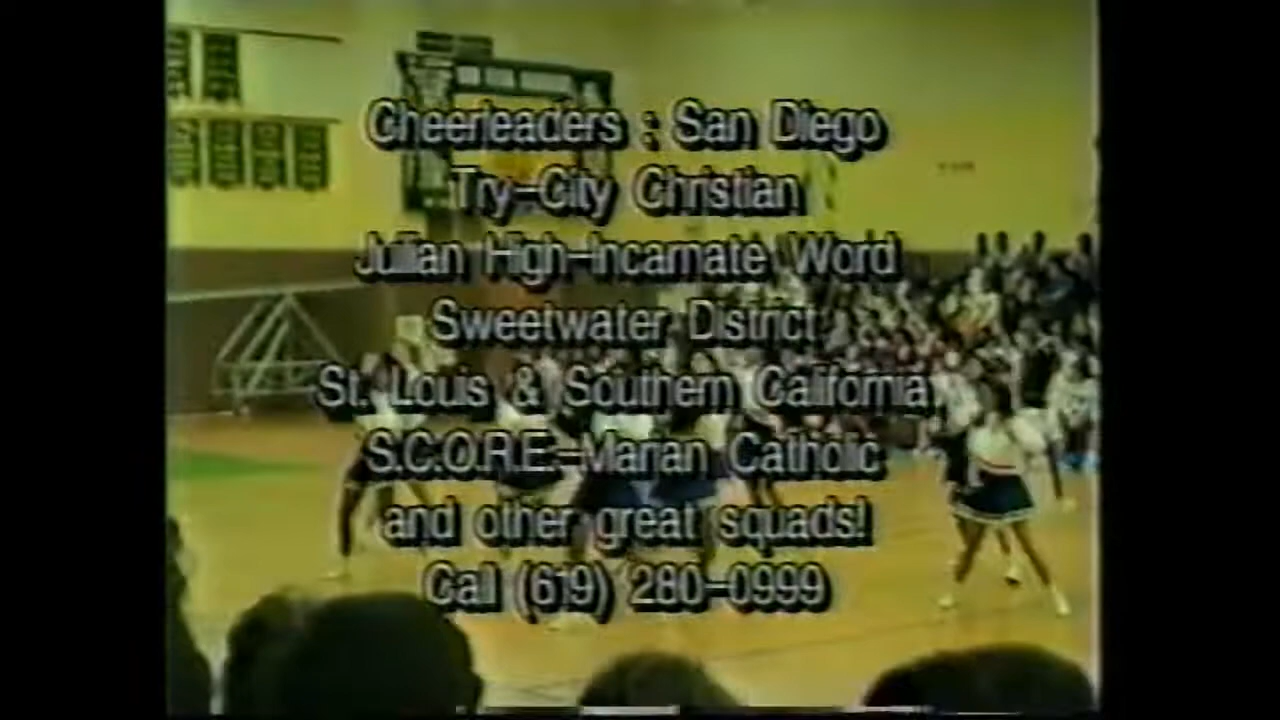 Cheerleaders : San Diego
Try-City Christian
Julian High-Incarnate Word
Sweetwater District
St. Louis & Southern California
S.C.O.R.E.-Marian Catholic
and other great squads!
Call (619) 280-0999